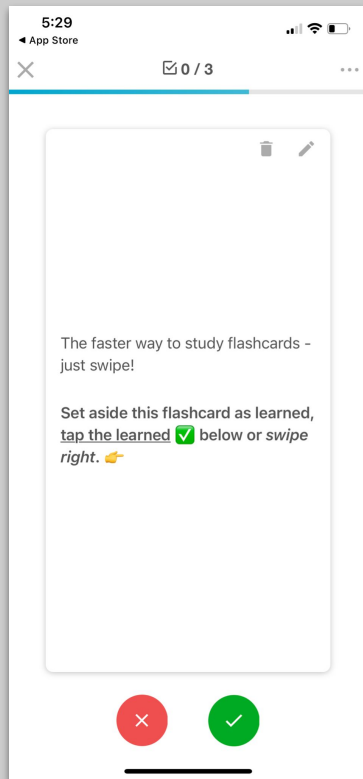 5:29
◀ App Store
0 / 3
The faster way to study flashcards -
just swipe!
Set aside this flashcard as learned,
tap the learned ✅ below or swipe
right. 👉